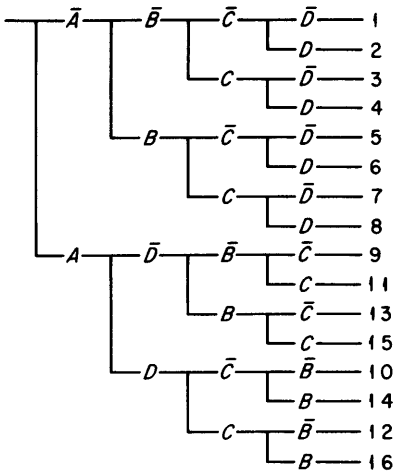 Ā B̄ C̄ D̄ 1
D 2
C D̄ 3
D 4
B C̄ D̄ 5
D 6
C D̄ 7
D 8
A D̄ B̄ C̄ 9
C 11
B C̄ 13
C 15
D C̄ B̄ 10
B 14
C B̄ 12
B 16